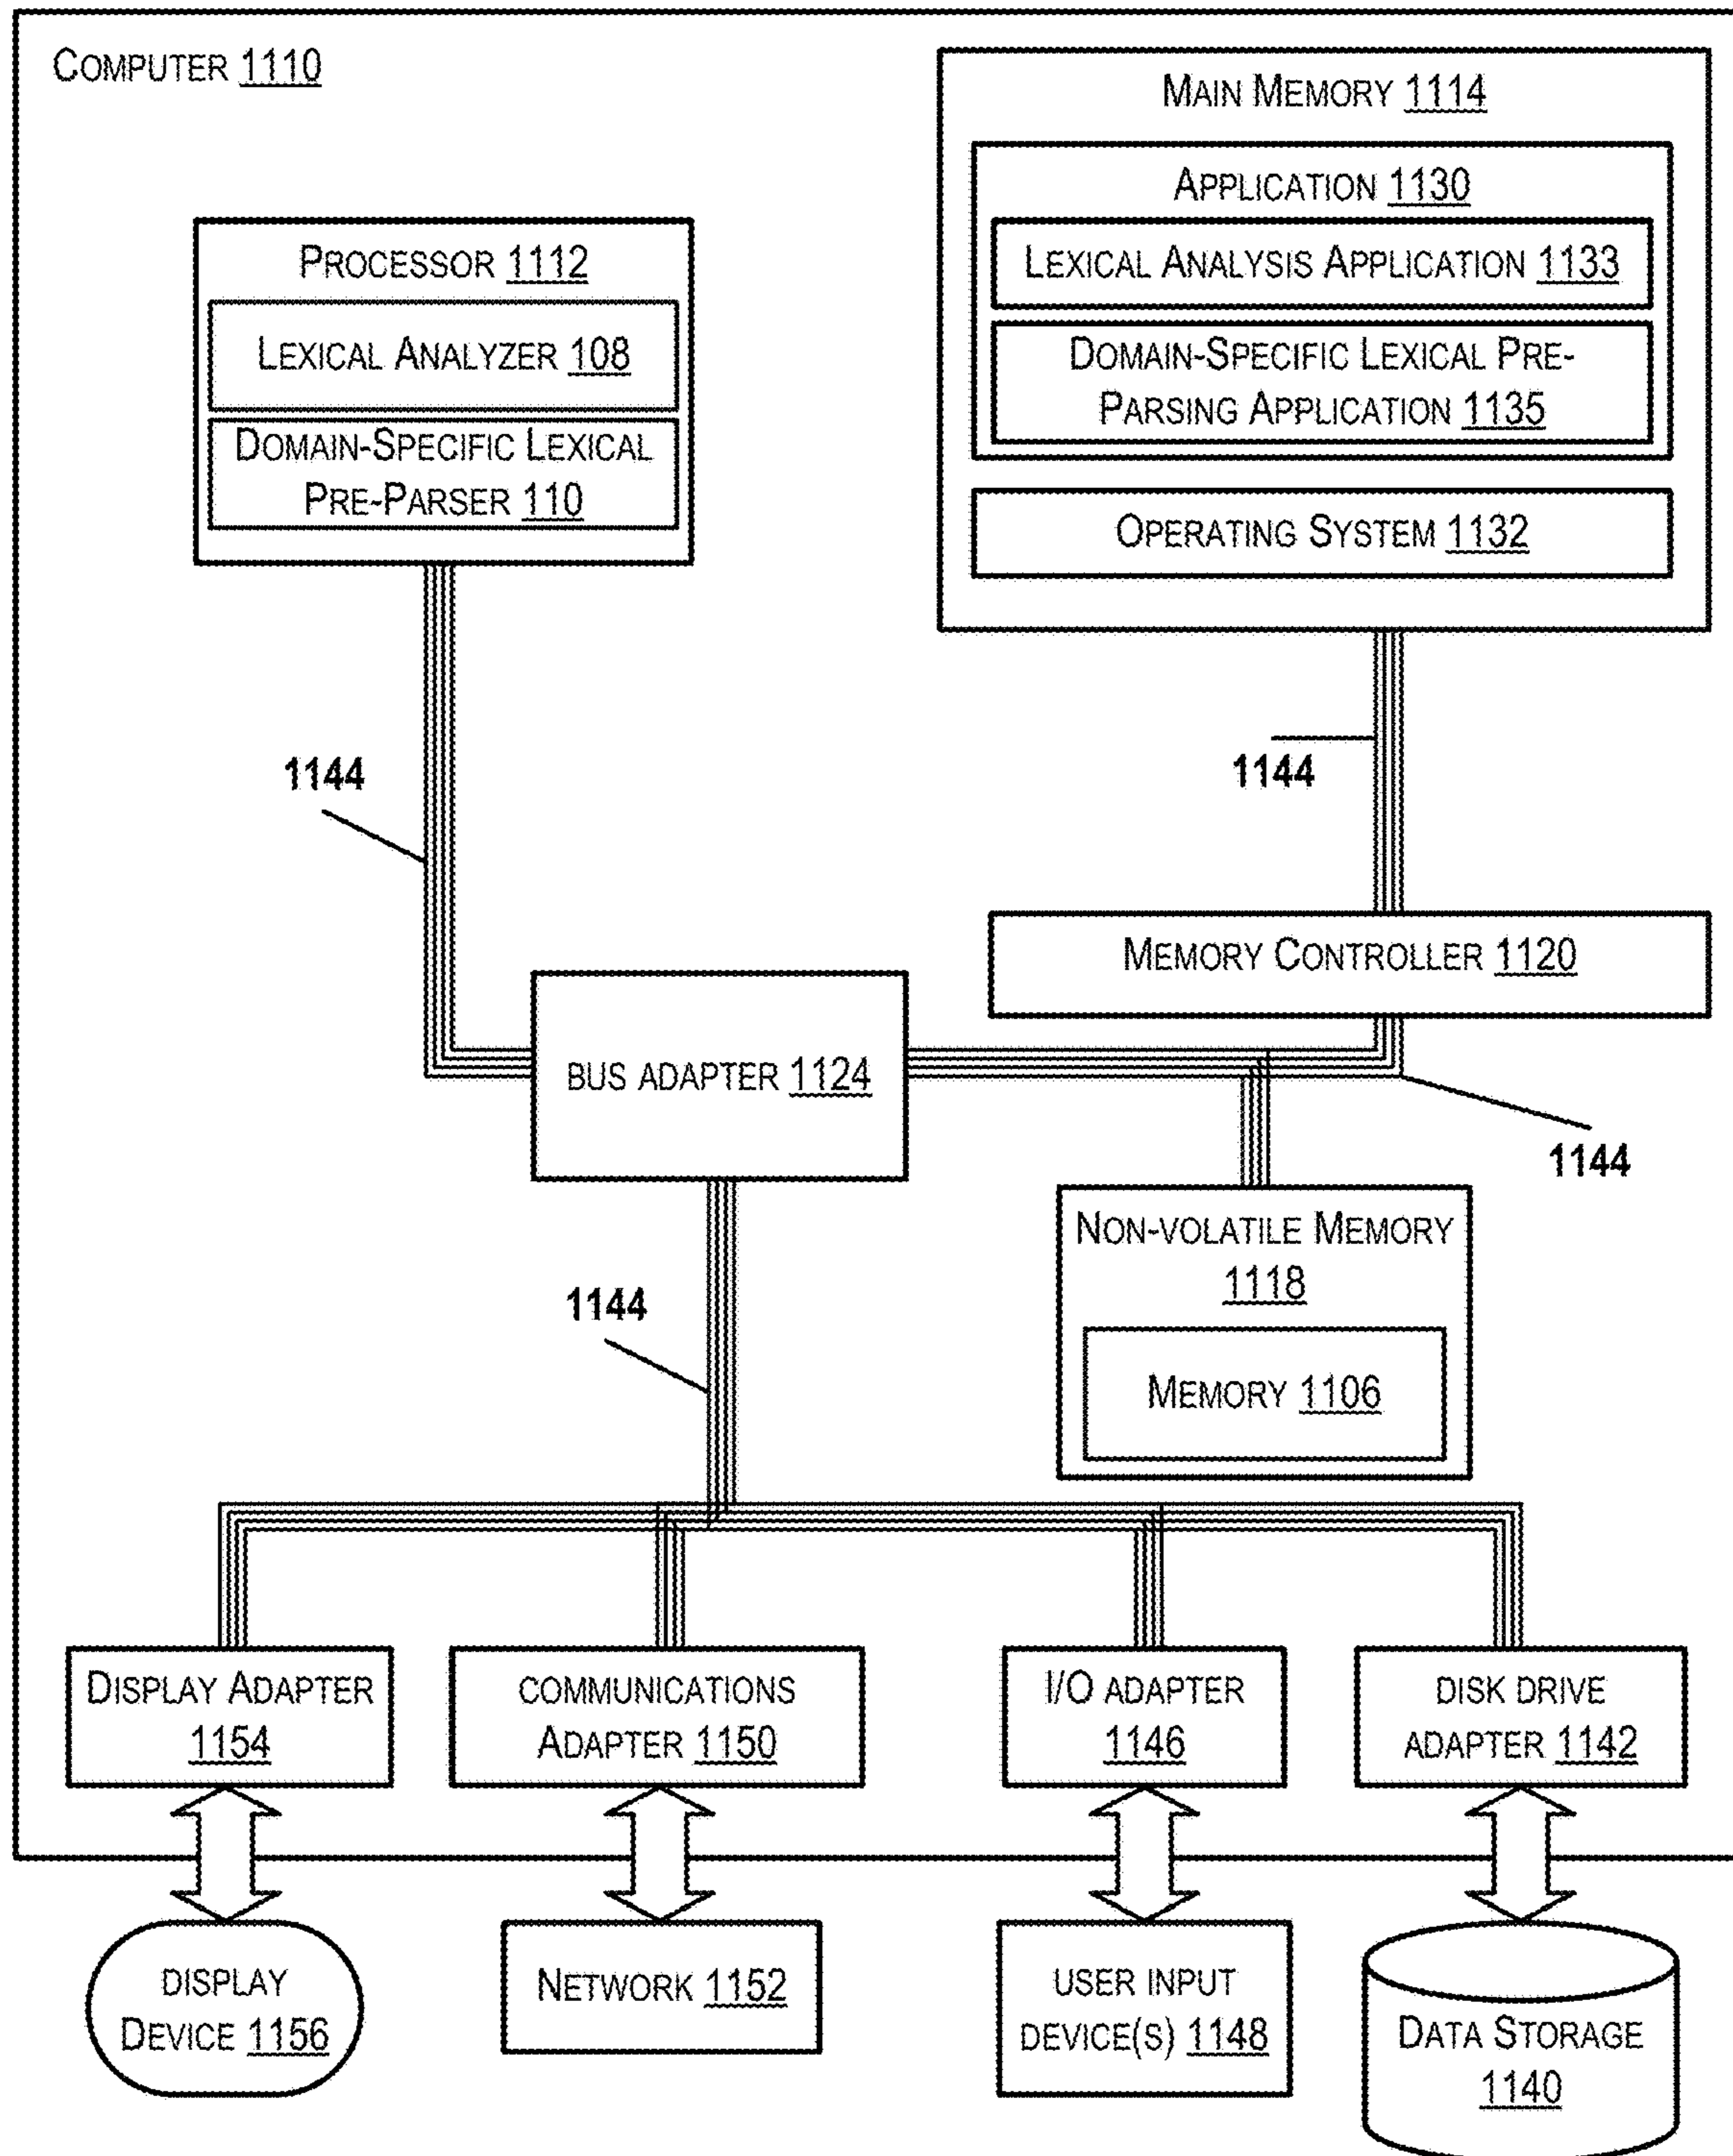 COMPUTER 1110
MAIN MEMORY 1114
APPLICATION 1130
LEXICAL ANALYSIS APPLICATION 1133
DOMAIN-SPECIFIC LEXICAL PRE-
PARSING APPLICATION 1135
OPERATING SYSTEM 1132
PROCESSOR 1112
LEXICAL ANALYZER 108
DOMAIN-SPECIFIC LEXICAL
PRE-PARSER 110
1144
1144
MEMORY CONTROLLER 1120
BUS ADAPTER 1124
1144
NON-VOLATILE MEMORY
1118
MEMORY 1106
1144
DISPLAY ADAPTER
1154
COMMUNICATIONS
ADAPTER 1150
I/O ADAPTER
1146
DISK DRIVE
ADAPTER 1142
DISPLAY
DEVICE 1156
NETWORK 1152
USER INPUT
DEVICE(S) 1148
DATA STORAGE
1140